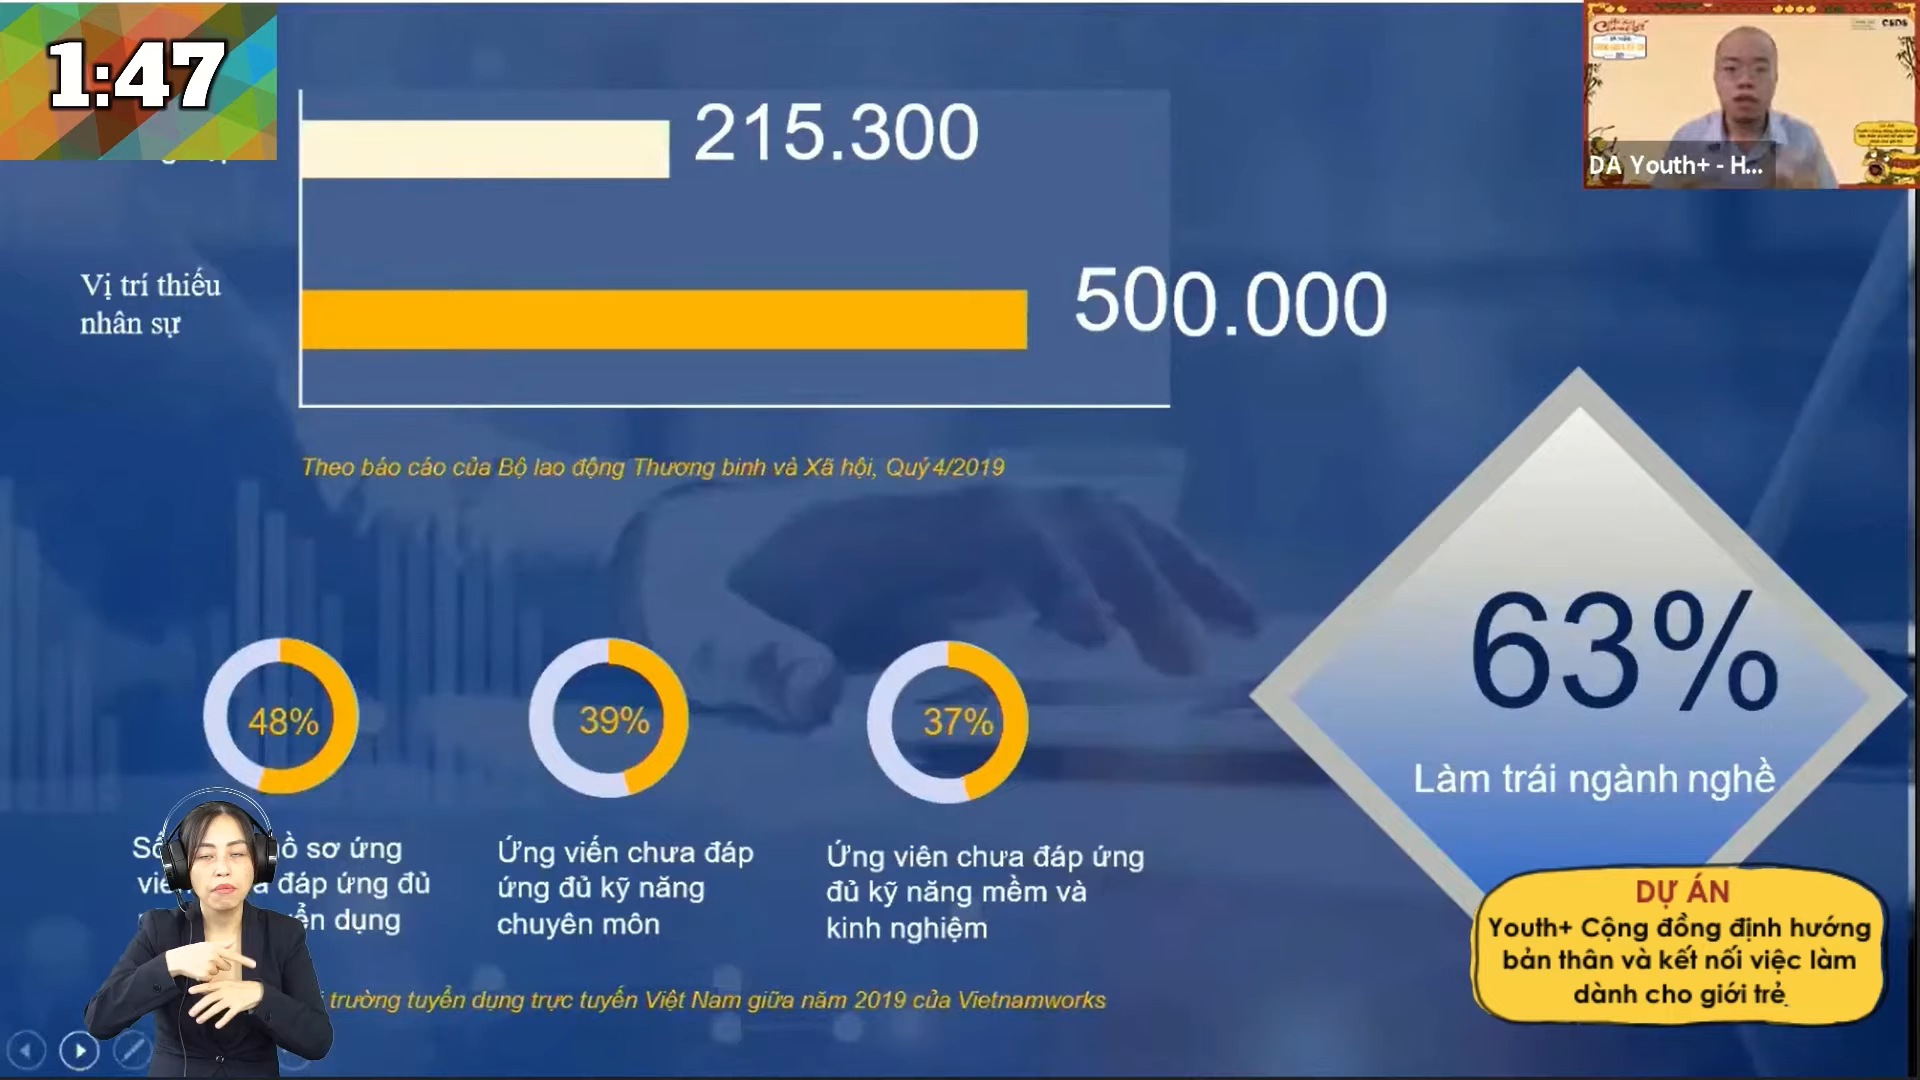 1:47
215.300
Vị trí thiếu
nhân sự
500.000
Theo báo cáo của Bộ lao động Thương binh và Xã hội, Quý 4/2019
48%
39%
37%
63%
Làm trái ngành nghề
sơ ứng
đáp ứng đủ
dụng
Ứng viến chưa đáp
ứng đủ kỹ năng
chuyên môn
Ứng viên chưa đáp ứng
đủ kỹ năng mềm và
kinh nghiệm
trường tuyển dụng trực tuyến Việt Nam giữa năm 2019 của Vietnamworks
DA Youth+ - H...
CSDS
DỰ ÁN
Youth+ Cộng đồng định hướng
bản thân và kết nối việc làm
dành cho giới trẻ